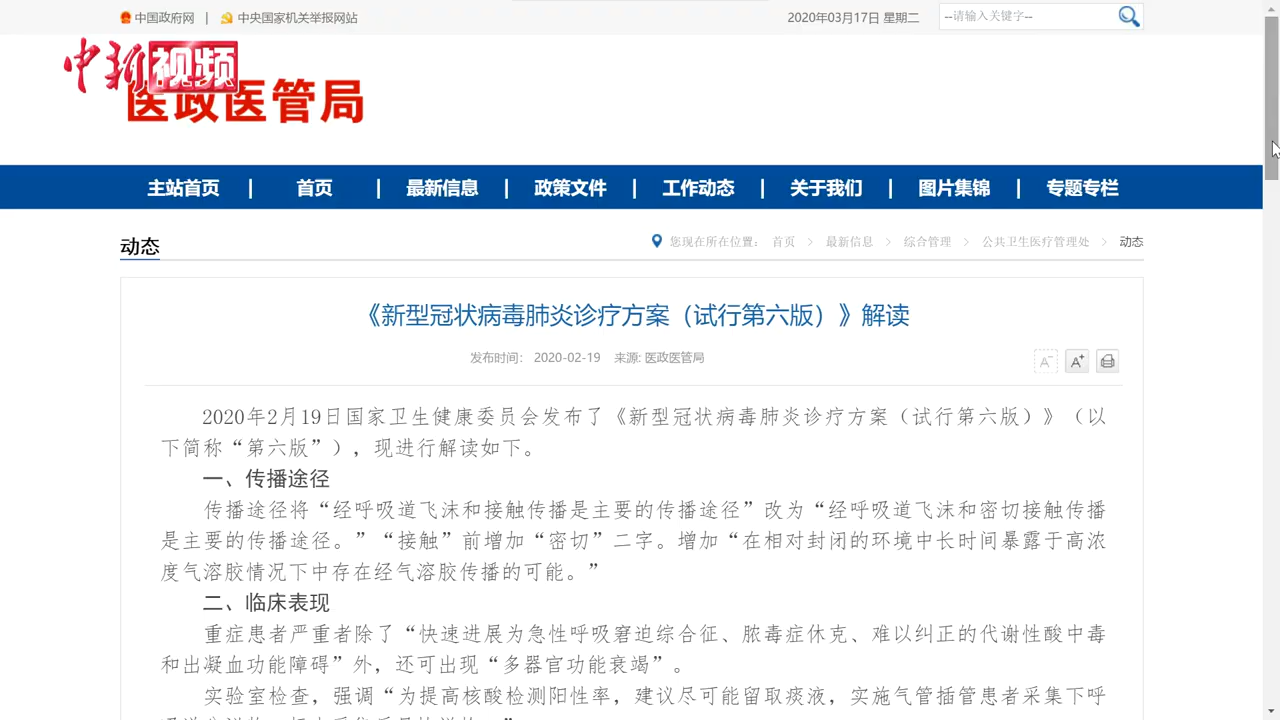 中国政府网 | 中央国家机关举报网站
2020年03月17日 星期二
--请输入关键字--
中新视频
医政医管局
主站首页 | 首页 | 最新信息 | 政策文件 | 工作动态 | 关于我们 | 图片集锦 | 专题专栏
动态
您现在所在位置： 首页 > 最新信息 > 综合管理 > 公共卫生医疗管理处 > 动态
《新型冠状病毒肺炎诊疗方案（试行第六版）》解读
发布时间： 2020-02-19 来源: 医政医管局
A- A+
2020年2月19日国家卫生健康委员会发布了《新型冠状病毒肺炎诊疗方案（试行第六版）》（以
下简称“第六版”），现进行解读如下。
一、传播途径
传播途径将“经呼吸道飞沫和接触传播是主要的传播途径”改为“经呼吸道飞沫和密切接触传播
是主要的传播途径。”“接触”前增加“密切”二字。增加“在相对封闭的环境中长时间暴露于高浓
度气溶胶情况下中存在经气溶胶传播的可能。”
二、临床表现
重症患者严重者除了“快速进展为急性呼吸窘迫综合征、脓毒症休克、难以纠正的代谢性酸中毒
和出凝血功能障碍”外，还可出现“多器官功能衰竭”。
实验室检查，强调“为提高核酸检测阳性率，建议尽可能留取痰液，实施气管插管患者采集下呼